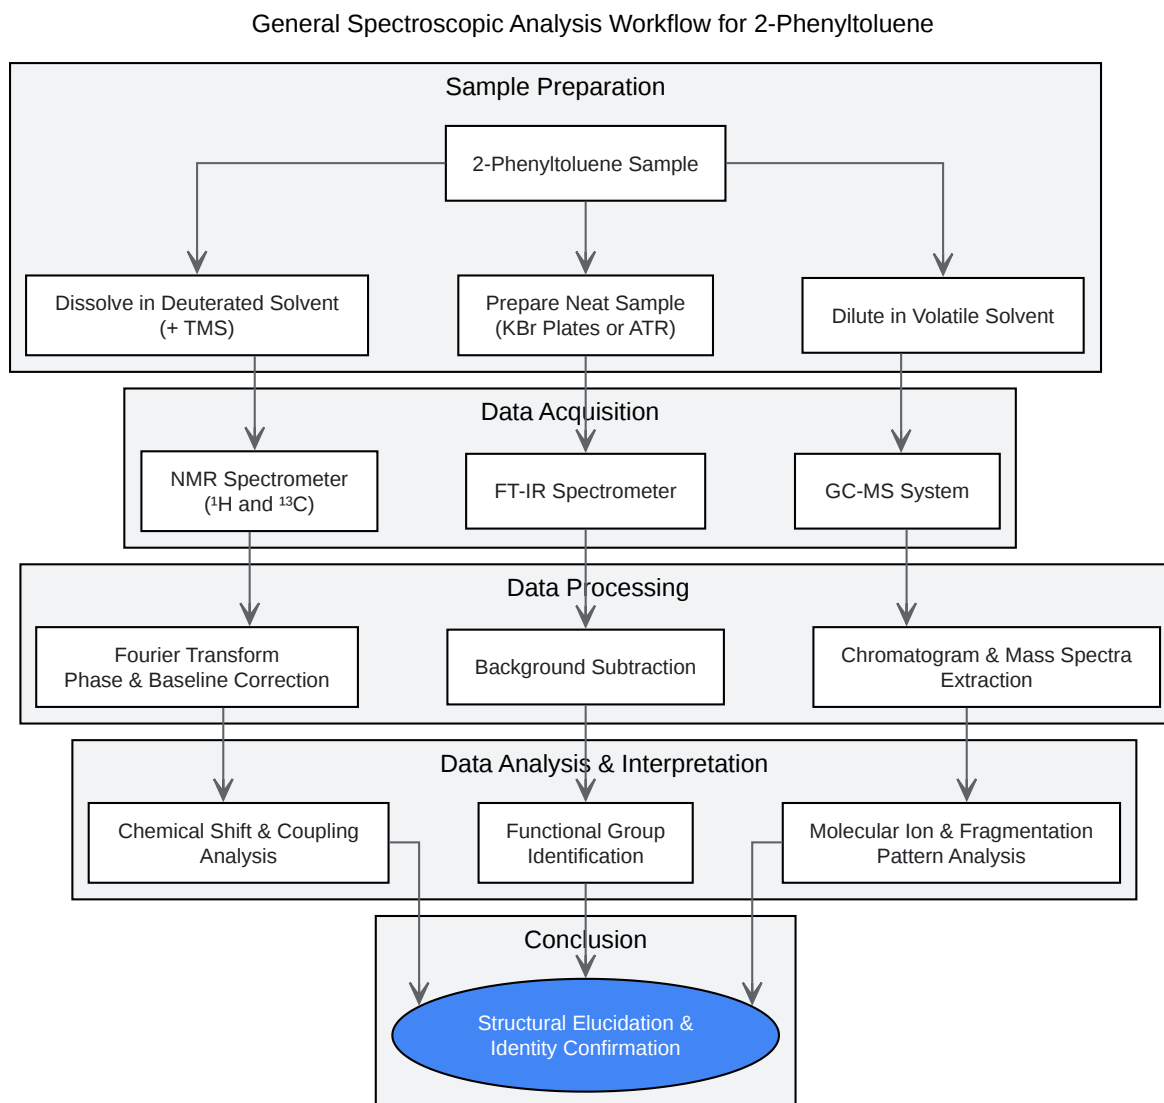 General Spectroscopic Analysis Workflow for 2-Phenyltoluene
Sample Preparation
2-Phenyltoluene Sample
Dissolve in Deuterated Solvent
(+ TMS)
Prepare Neat Sample
(KBr Plates or ATR)
Dilute in Volatile Solvent
Data Acquisition
NMR Spectrometer
(¹H and ¹³C)
FT-IR Spectrometer
GC-MS System
Data Processing
Fourier Transform
Phase & Baseline Correction
Background Subtraction
Chromatogram & Mass Spectra
Extraction
Data Analysis & Interpretation
Chemical Shift & Coupling
Analysis
Functional Group
Identification
Molecular Ion & Fragmentation
Pattern Analysis
Conclusion
Structural Elucidation &
Identity Confirmation